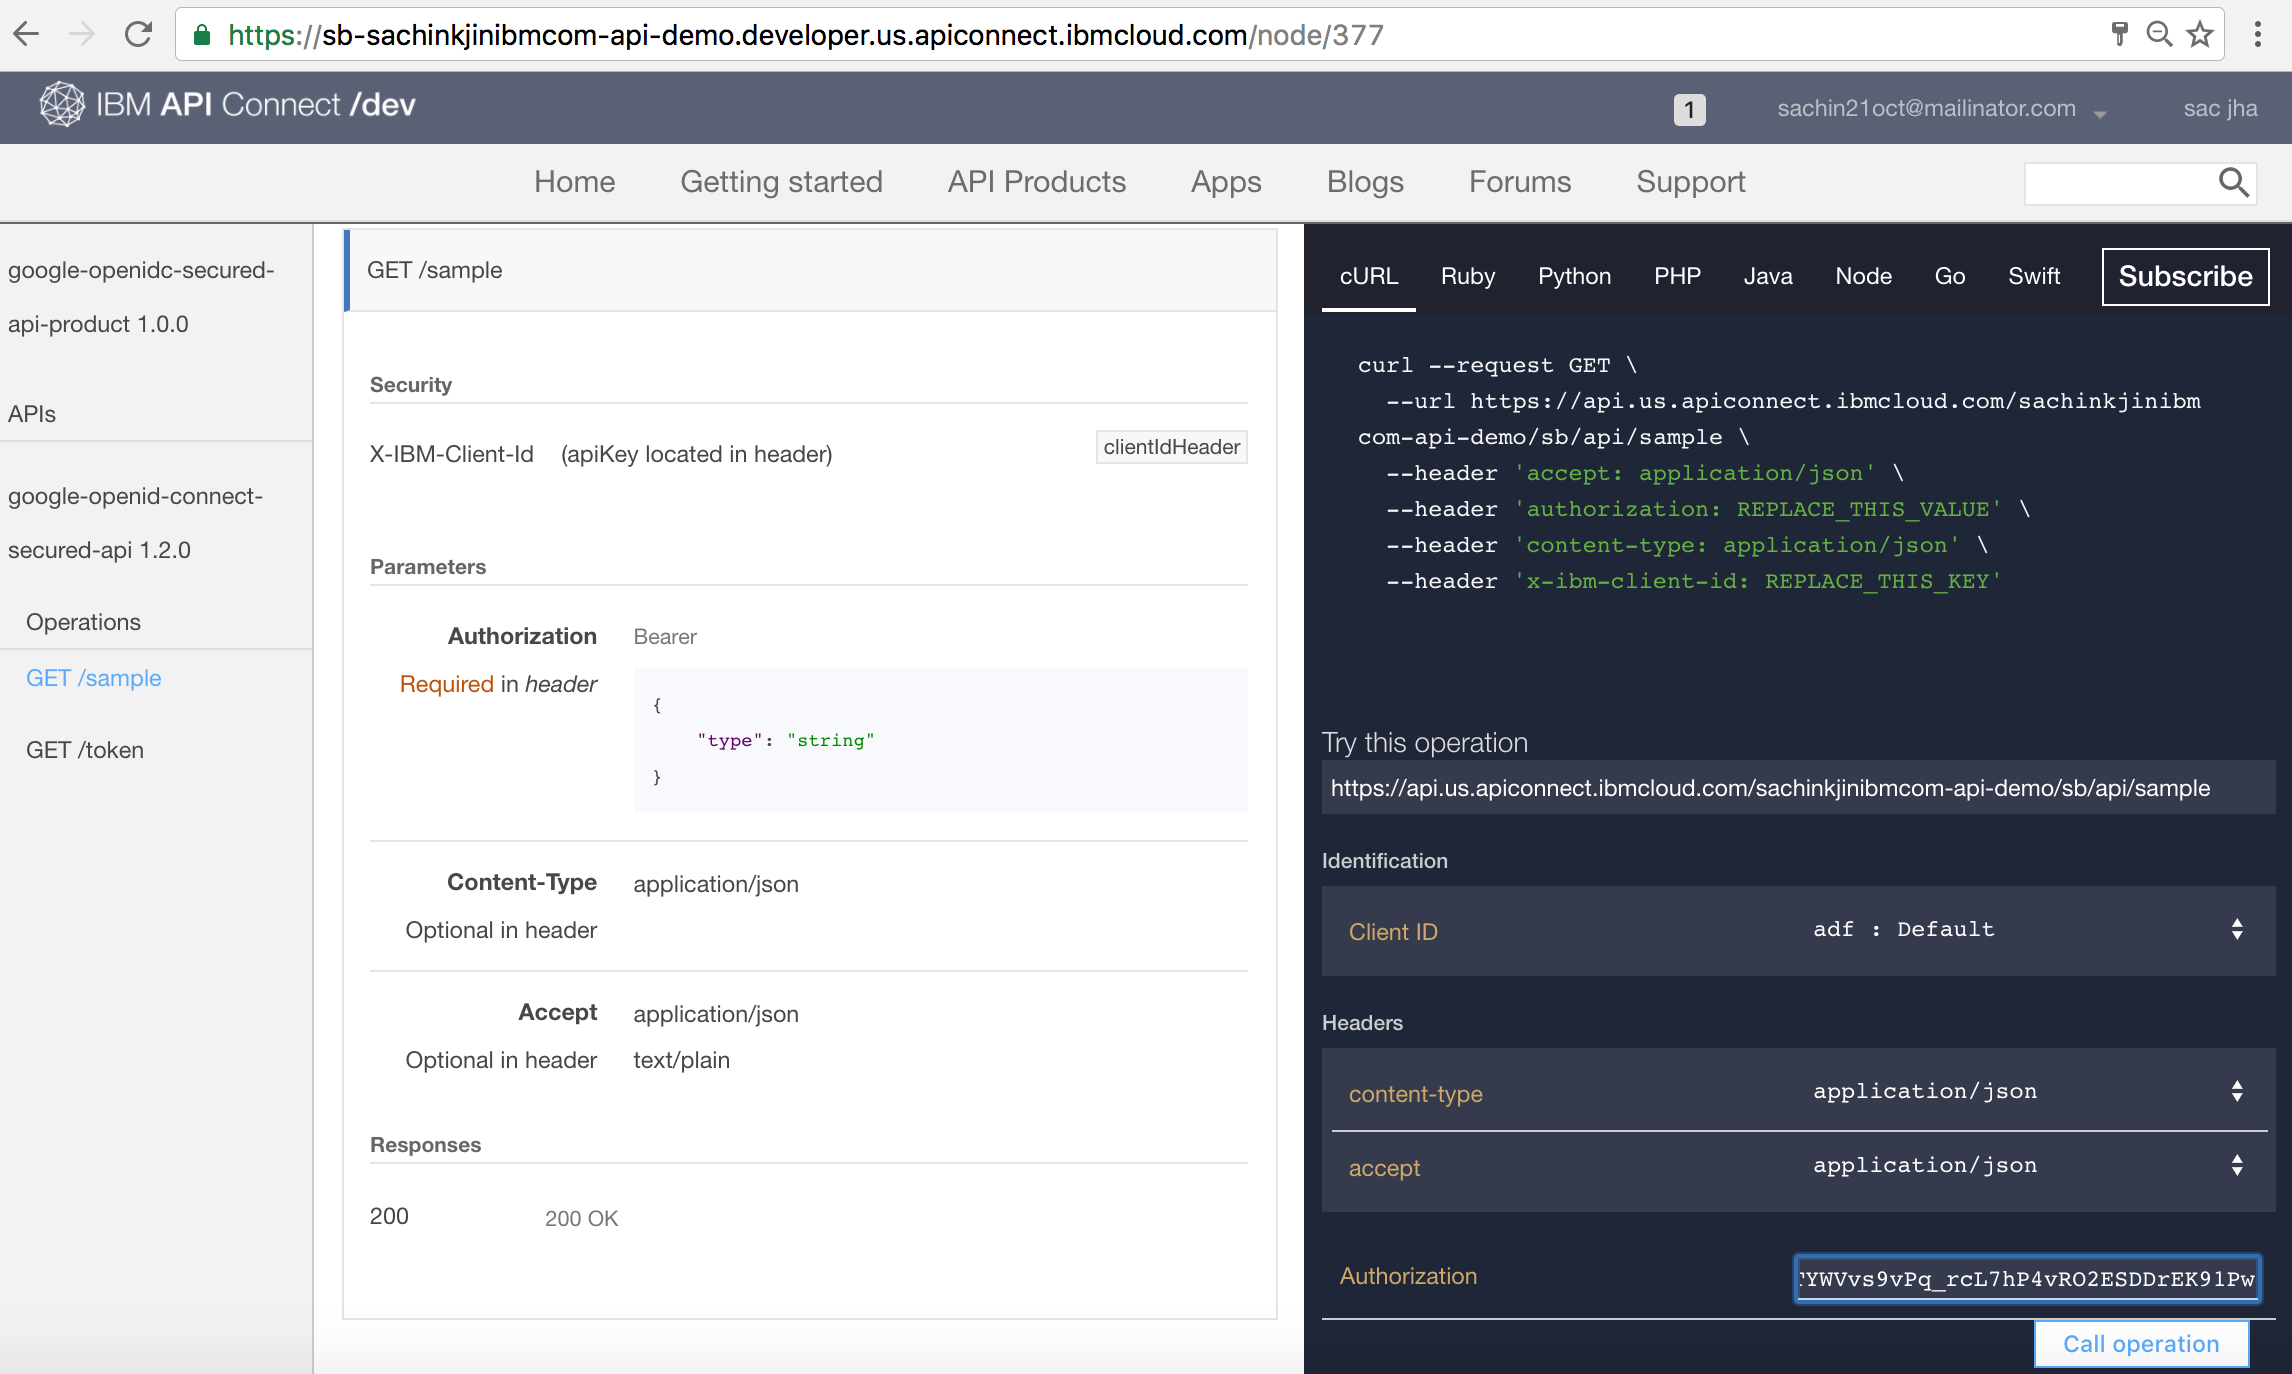 https://sb-sachinkjinibmcom-api-demo.developer.us.apiconnect.ibmcloud.com/node/377
IBM API Connect /dev
1
sachin21oct@mailinator.com
sac jha
Home
Getting started
API Products
Apps
Blogs
Forums
Support
google-openidc-secured-
api-product 1.0.0
APIs
google-openid-connect-
secured-api 1.2.0
Operations
GET /sample
GET /token
GET /sample
Security
X-IBM-Client-Id (apiKey located in header)
clientIdHeader
Parameters
Authorization
Bearer
Required in header
{
"type": "string"
}
Content-Type
application/json
Optional in header
Accept
application/json
Optional in header
text/plain
Responses
200
200 OK
cURL
Ruby
Python
PHP
Java
Node
Go
Swift
Subscribe
curl --request GET \
--url https://api.us.apiconnect.ibmcloud.com/sachinkjinibm
com-api-demo/sb/api/sample \
--header 'accept: application/json' \
--header 'authorization: REPLACE_THIS_VALUE' \
--header 'content-type: application/json' \
--header 'x-ibm-client-id: REPLACE_THIS_KEY'
Try this operation
https://api.us.apiconnect.ibmcloud.com/sachinkjinibmcom-api-demo/sb/api/sample
Identification
Client ID
adf : Default
Headers
content-type
application/json
accept
application/json
Authorization
YWVvs9vPq_rcL7hP4vRO2ESDDrEK91Pw
Call operation